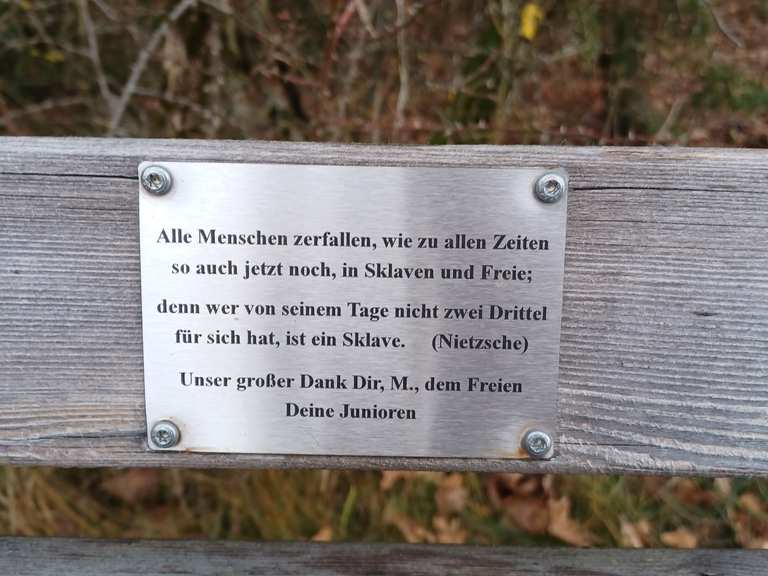 Alle Menschen zerfallen, wie zu allen Zeiten
so auch jetzt noch, in Sklaven und Freie;
denn wer von seinem Tage nicht zwei Drittel
für sich hat, ist ein Sklave. (Nietzsche)
Unser großer Dank Dir, M., dem Freien
Deine Junioren